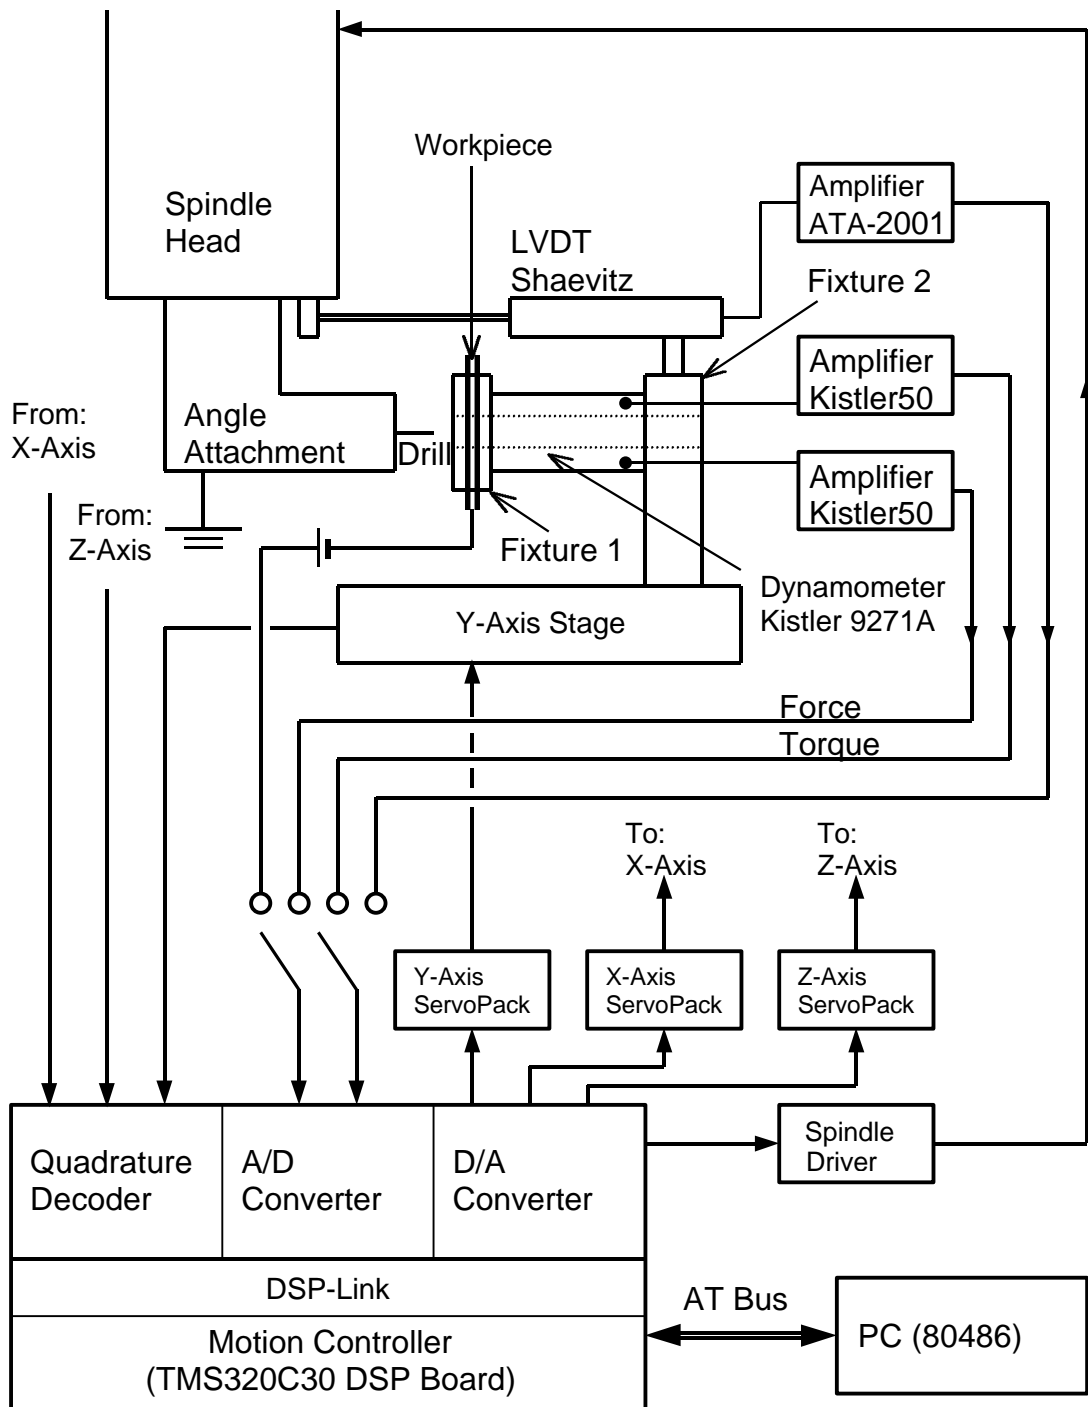 Workpiece
Spindle
Head
LVDT
Shaevitz
Amplifier
ATA-2001
Fixture 2
Amplifier
Kistler50
From:
X-Axis
Angle
Attachment
Drill
Amplifier
Kistler50
From:
Z-Axis
Fixture 1
Dynamometer
Kistler 9271A
Y-Axis Stage
Force
Torque
To:
X-Axis
To:
Z-Axis
Y-Axis
ServoPack
X-Axis
ServoPack
Z-Axis
ServoPack
Quadrature
Decoder
A/D
Converter
D/A
Converter
Spindle
Driver
DSP-Link
AT Bus
PC (80486)
Motion Controller
(TMS320C30 DSP Board)